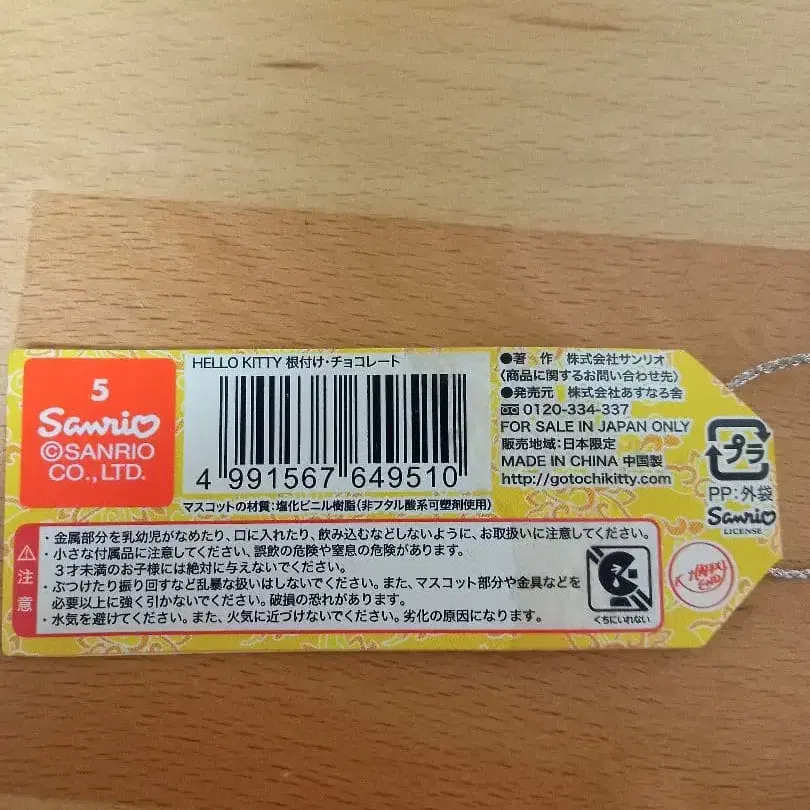 5
Sanrio
©SANRIO
CO., LTD.
HELLO KITTY 根付け・チョコレート
4 991567 649510
マスコットの材質:塩化ビニル樹脂(非フタル酸系可塑剤使用)
●著 作 株式会社サンリオ
〈商品に関するお問い合わせ先〉
●発売元 株式会社あすなろ舎
0120-334-337
FOR SALE IN JAPAN ONLY
販売地域:日本限定
MADE IN CHINA 中国製
http://gotochikitty.com
プラ
PP:外袋
Sanrio
LICENSE
注意
・金属部分を乳幼児がなめたり、口に入れたり、飲み込むなどしないように、お取扱いに注意してください。
・小さな付属品に注意してください、誤飲の危険や窒息の危険があります。
3才未満のお子様には絶対に与えないでください。
・ぶつけたり振り回すなど乱暴な扱いはしないでください。また、マスコット部分や金具などを
必要以上に強く引かないでください。破損の恐れがあります。
・水気を避けてください。また、火気に近づけないでください。劣化の原因になります。
くちにいれない
HAPPY
END